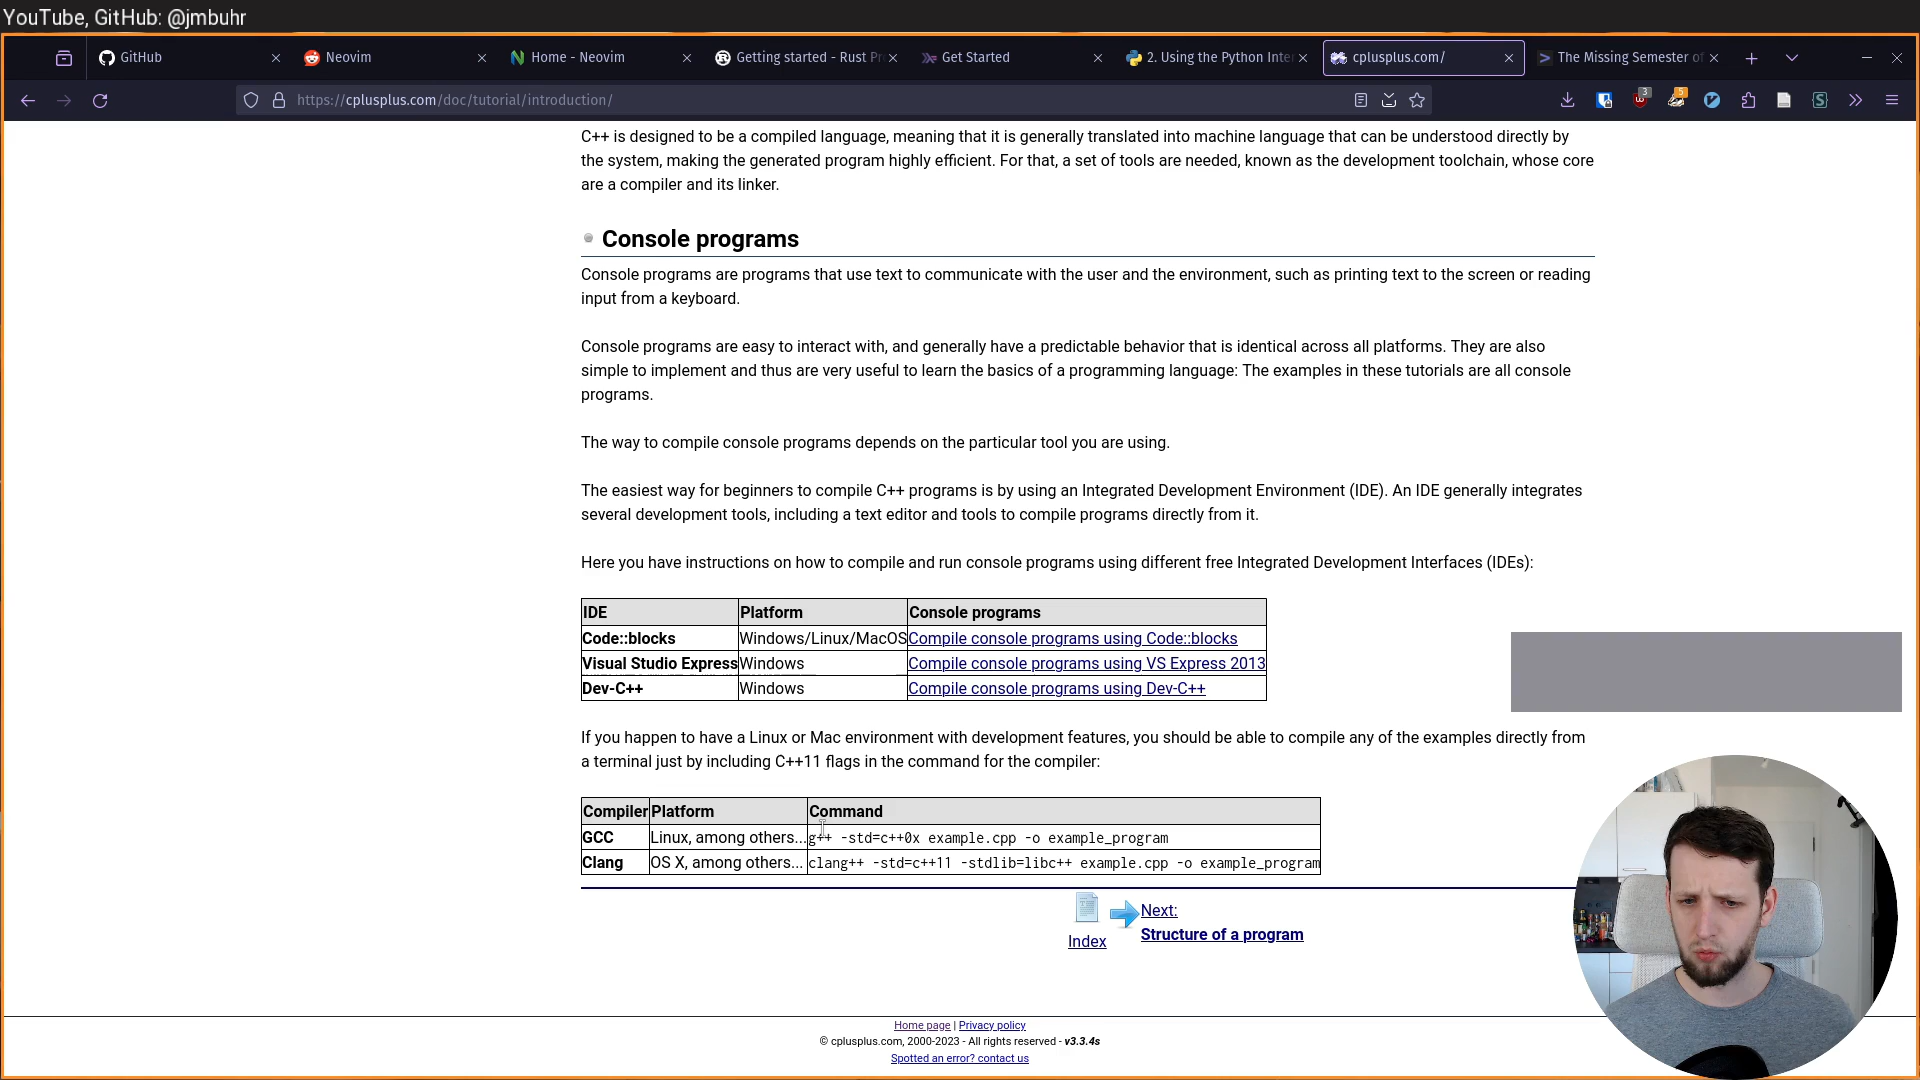 YouTube, GitHub: @jmbuhr
GitHub
Neovim
Home - Neovim
Getting started - Rust Pr
Get Started
2. Using the Python Inte
cplusplus.com/
The Missing Semester of
https://cplusplus.com/doc/tutorial/introduction/
3
5
C++ is designed to be a compiled language, meaning that it is generally translated into machine language that can be understood directly by
the system, making the generated program highly efficient. For that, a set of tools are needed, known as the development toolchain, whose core
are a compiler and its linker.
Console programs
Console programs are programs that use text to communicate with the user and the environment, such as printing text to the screen or reading
input from a keyboard.
Console programs are easy to interact with, and generally have a predictable behavior that is identical across all platforms. They are also
simple to implement and thus are very useful to learn the basics of a programming language: The examples in these tutorials are all console
programs.
The way to compile console programs depends on the particular tool you are using.
The easiest way for beginners to compile C++ programs is by using an Integrated Development Environment (IDE). An IDE generally integrates
several development tools, including a text editor and tools to compile programs directly from it.
Here you have instructions on how to compile and run console programs using different free Integrated Development Interfaces (IDEs):
IDE Platform Console programs
Code::blocks Windows/Linux/MacOS Compile console programs using Code::blocks
Visual Studio Express Windows Compile console programs using VS Express 2013
Dev-C++ Windows Compile console programs using Dev-C++
If you happen to have a Linux or Mac environment with development features, you should be able to compile any of the examples directly from
a terminal just by including C++11 flags in the command for the compiler:
Compiler Platform Command
GCC Linux, among others... g++ -std=c++0x example.cpp -o example_program
Clang OS X, among others... clang++ -std=c++11 -stdlib=libc++ example.cpp -o example_program
Next:
Index
Structure of a program
Home page | Privacy policy
© cplusplus.com, 2000-2023 - All rights reserved - v3.3.4s
Spotted an error? contact us